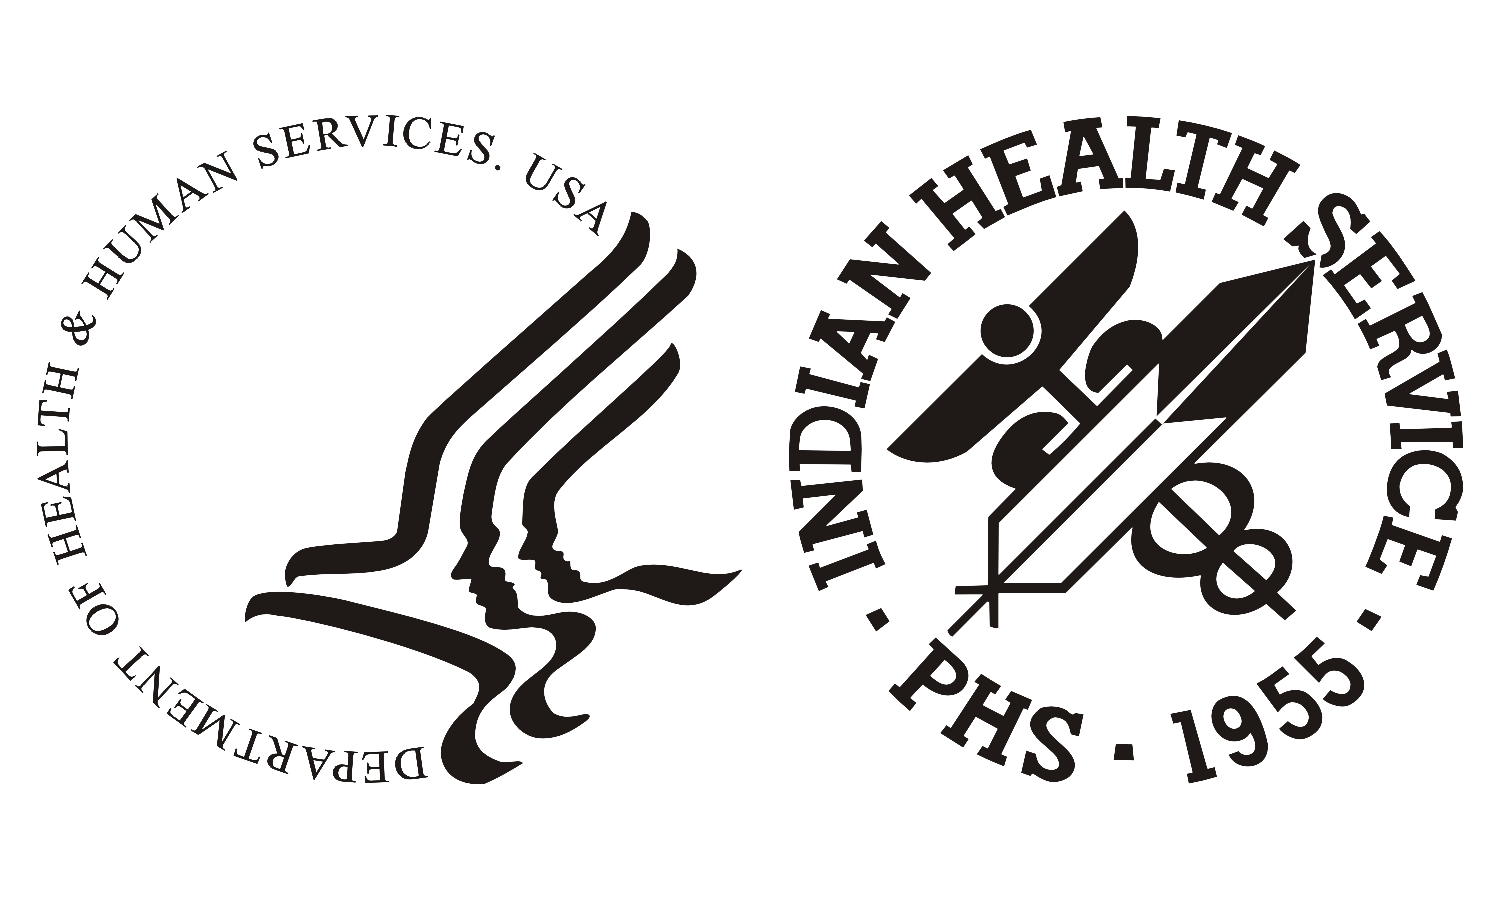 DEPARTMENT OF HEALTH & HUMAN SERVICES. USA
INDIAN HEALTH SERVICE
· PHS · 1955 ·